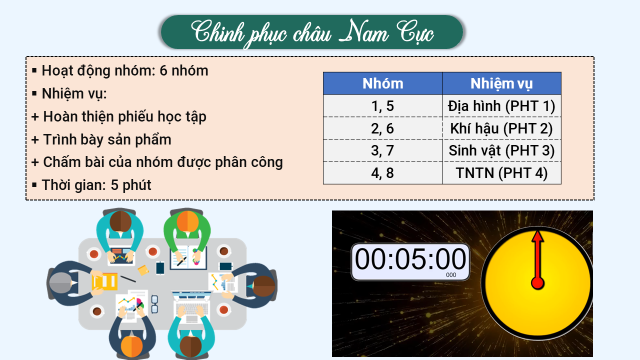 Chinh phục châu Nam Cực
▪ Hoạt động nhóm: 6 nhóm
▪ Nhiệm vụ:
+ Hoàn thiện phiếu học tập
+ Trình bày sản phẩm
+ Chấm bài của nhóm được phân công
▪ Thời gian: 5 phút
Nhóm Nhiệm vụ
1, 5 Địa hình (PHT 1)
2, 6 Khí hậu (PHT 2)
3, 7 Sinh vật (PHT 3)
4, 8 TNTN (PHT 4)
00:05:00
000